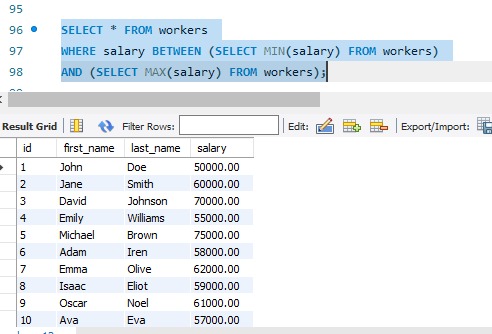 95
96 SELECT * FROM workers
97 WHERE salary BETWEEN (SELECT MIN(salary) FROM workers)
98 AND (SELECT MAX(salary) FROM workers);
Result Grid Filter Rows: Edit: Export/Import:
id first_name last_name salary
1 John Doe 50000.00
2 Jane Smith 60000.00
3 David Johnson 70000.00
4 Emily Williams 55000.00
5 Michael Brown 75000.00
6 Adam Iren 58000.00
7 Emma Olive 62000.00
8 Isaac Eliot 59000.00
9 Oscar Noel 61000.00
10 Ava Eva 57000.00